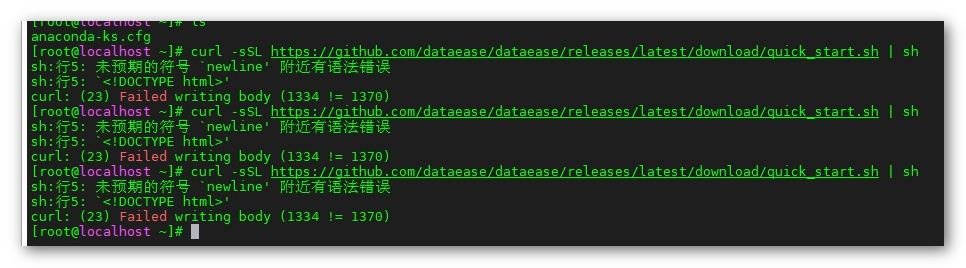 [root@localhost ~]# ls
anaconda-ks.cfg
[root@localhost ~]# curl -sSL https://github.com/dataease/dataease/releases/latest/download/quick_start.sh | sh
sh:行5: 未预期的符号 `newline' 附近有语法错误
sh:行5: `<!DOCTYPE html>'
curl: (23) Failed writing body (1334 != 1370)
[root@localhost ~]# curl -sSL https://github.com/dataease/dataease/releases/latest/download/quick_start.sh | sh
sh:行5: 未预期的符号 `newline' 附近有语法错误
sh:行5: `<!DOCTYPE html>'
curl: (23) Failed writing body (1334 != 1370)
[root@localhost ~]# curl -sSL https://github.com/dataease/dataease/releases/latest/download/quick_start.sh | sh
sh:行5: 未预期的符号 `newline' 附近有语法错误
sh:行5: `<!DOCTYPE html>'
curl: (23) Failed writing body (1334 != 1370)
[root@localhost ~]#